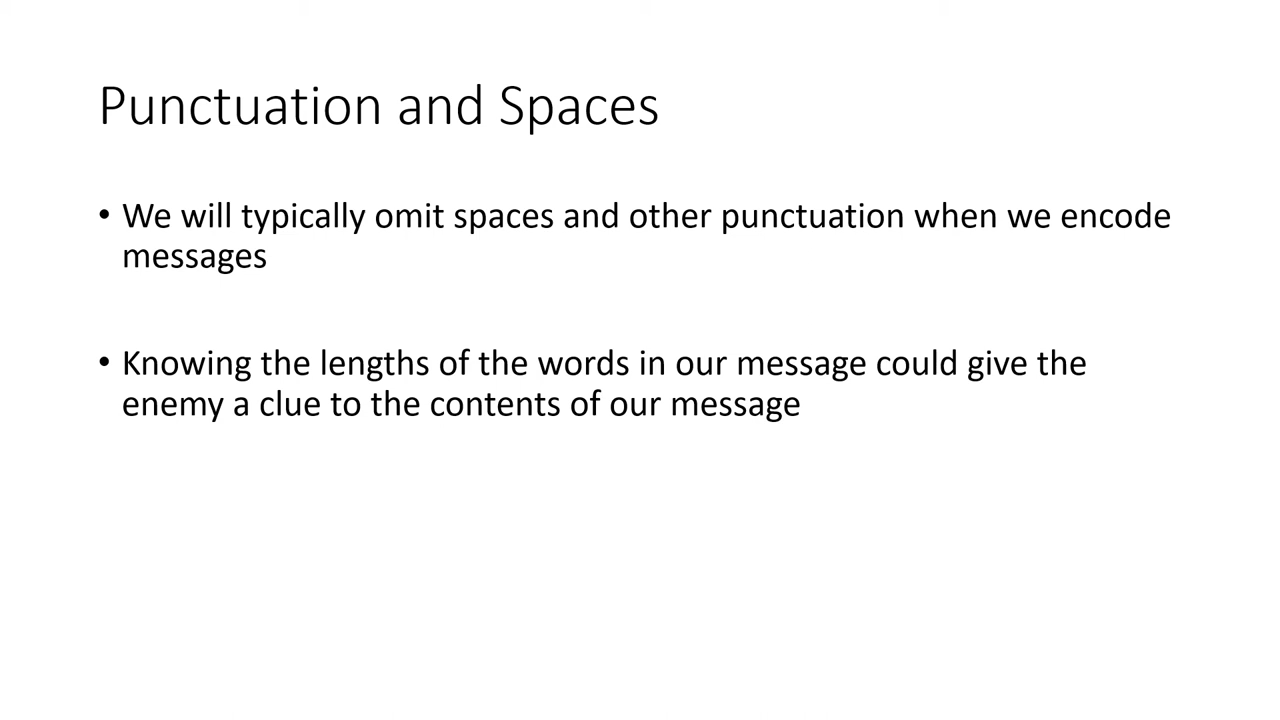 Punctuation and Spaces
• We will typically omit spaces and other punctuation when we encode
messages
• Knowing the lengths of the words in our message could give the
enemy a clue to the contents of our message